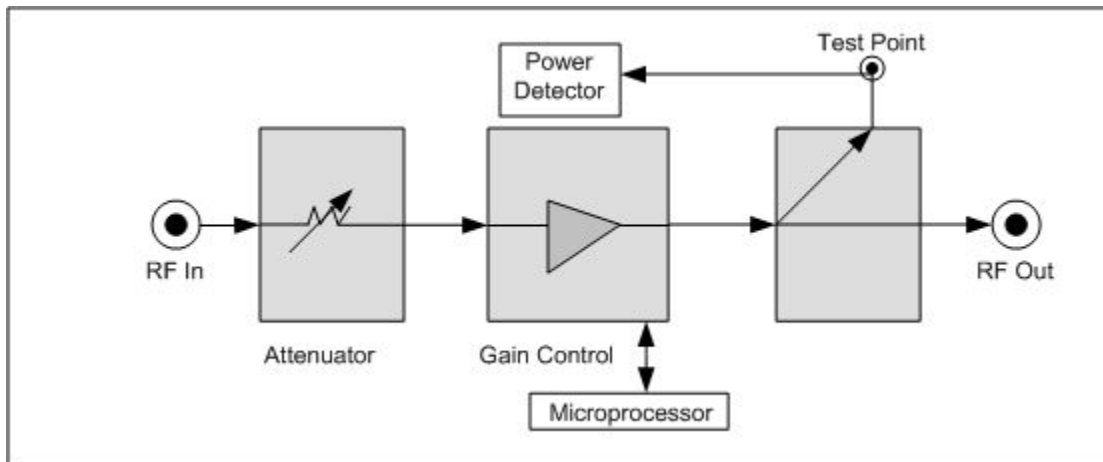 Test Point
Power
Detector
RF In
RF Out
Attenuator
Gain Control
Microprocessor